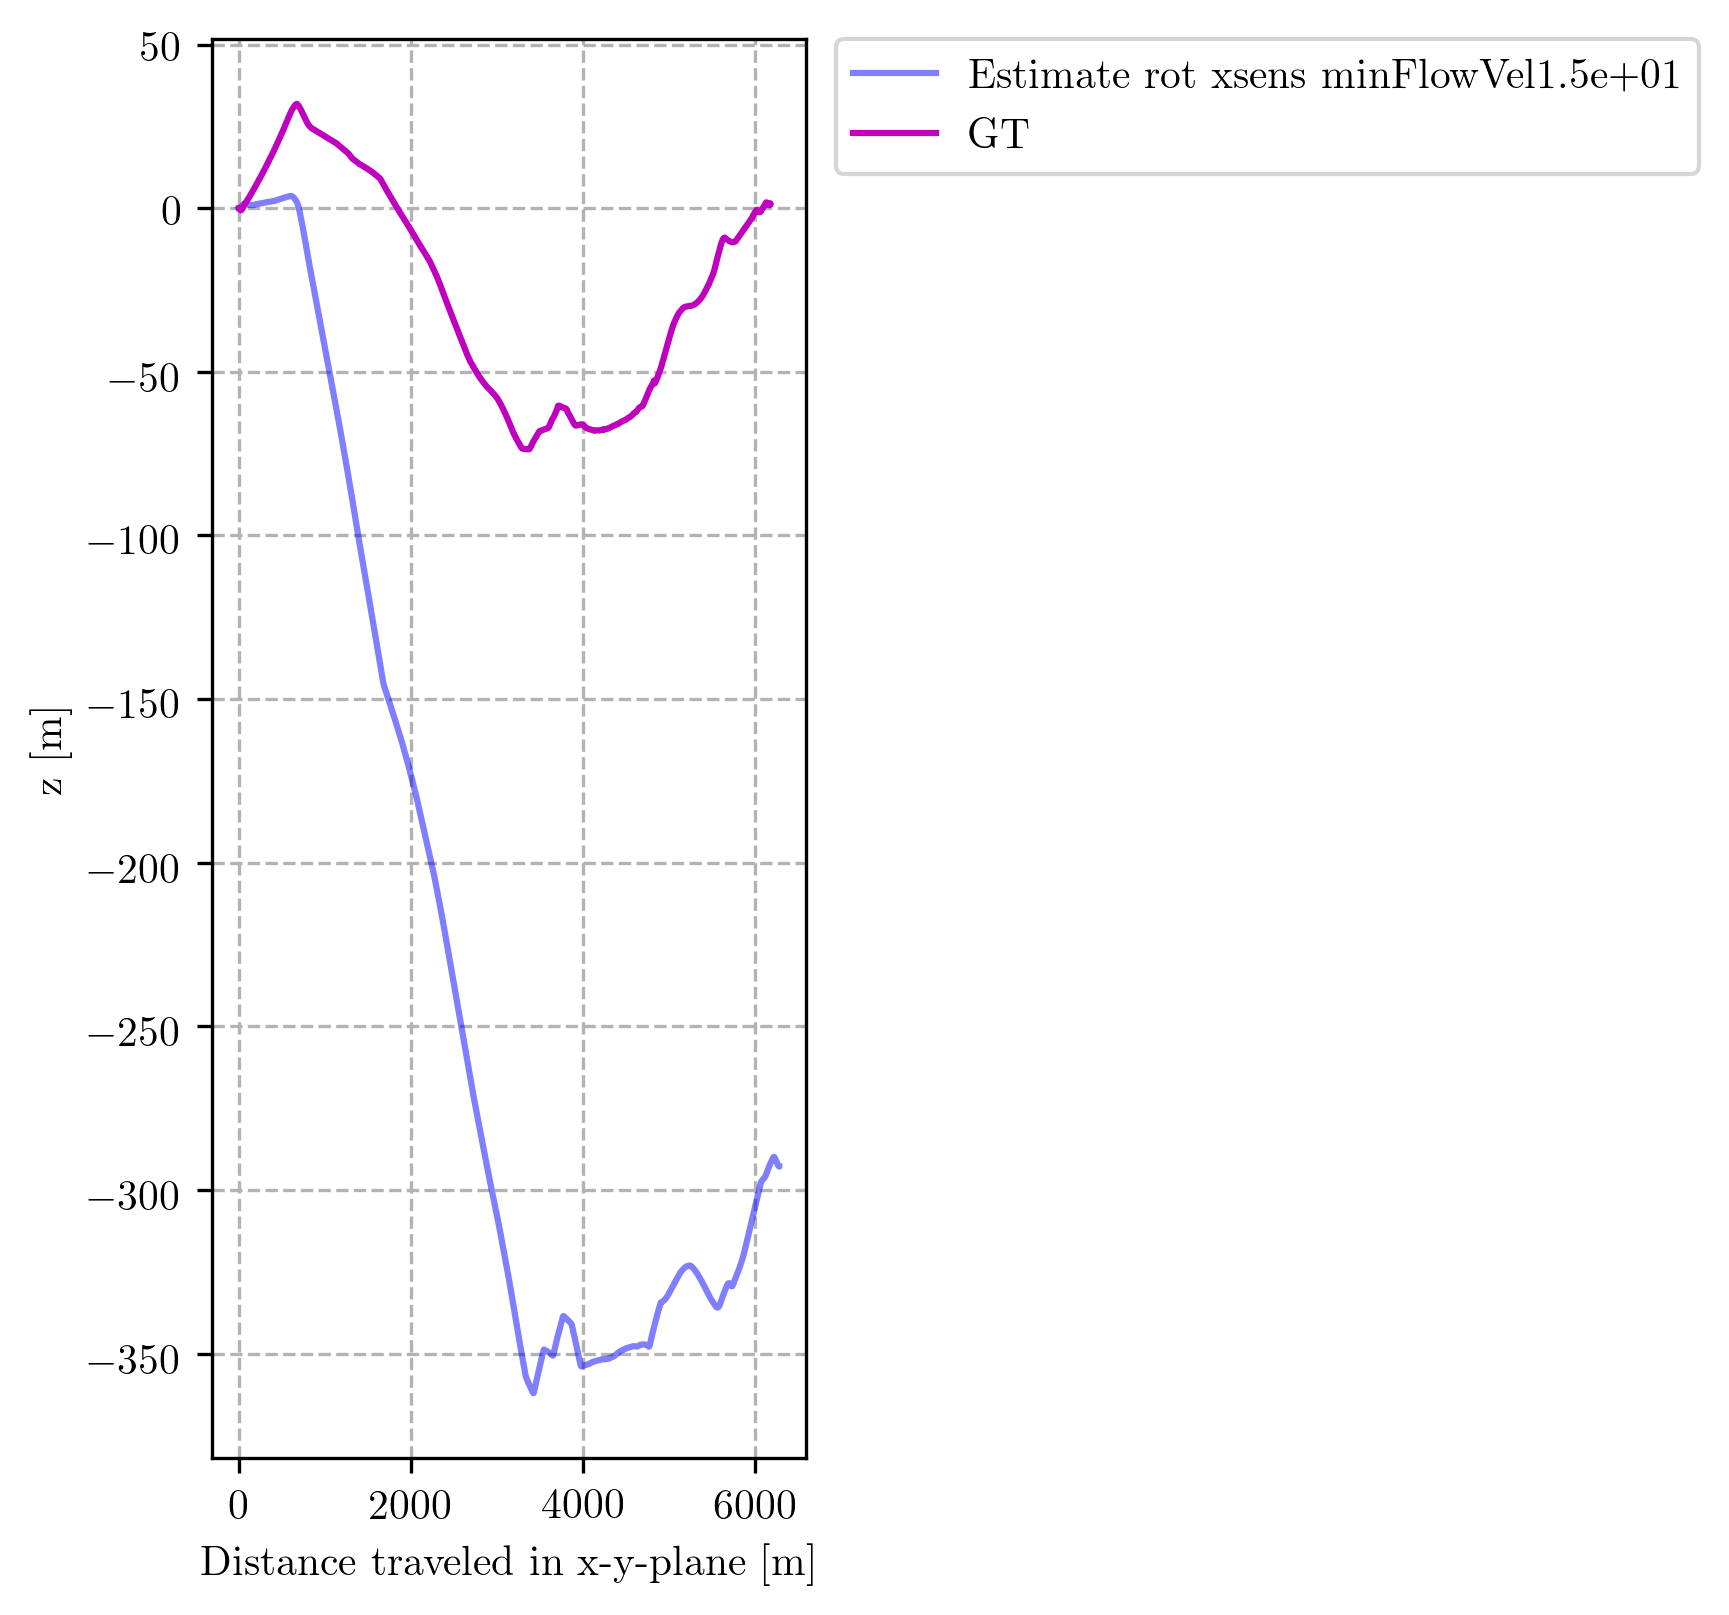 50
0
−50
−100
−150
−200
−250
−300
−350
z [m]
0 2000 4000 6000
Distance traveled in x-y-plane [m]
Estimate rot xsens minFlowVel1.5e+01
GT